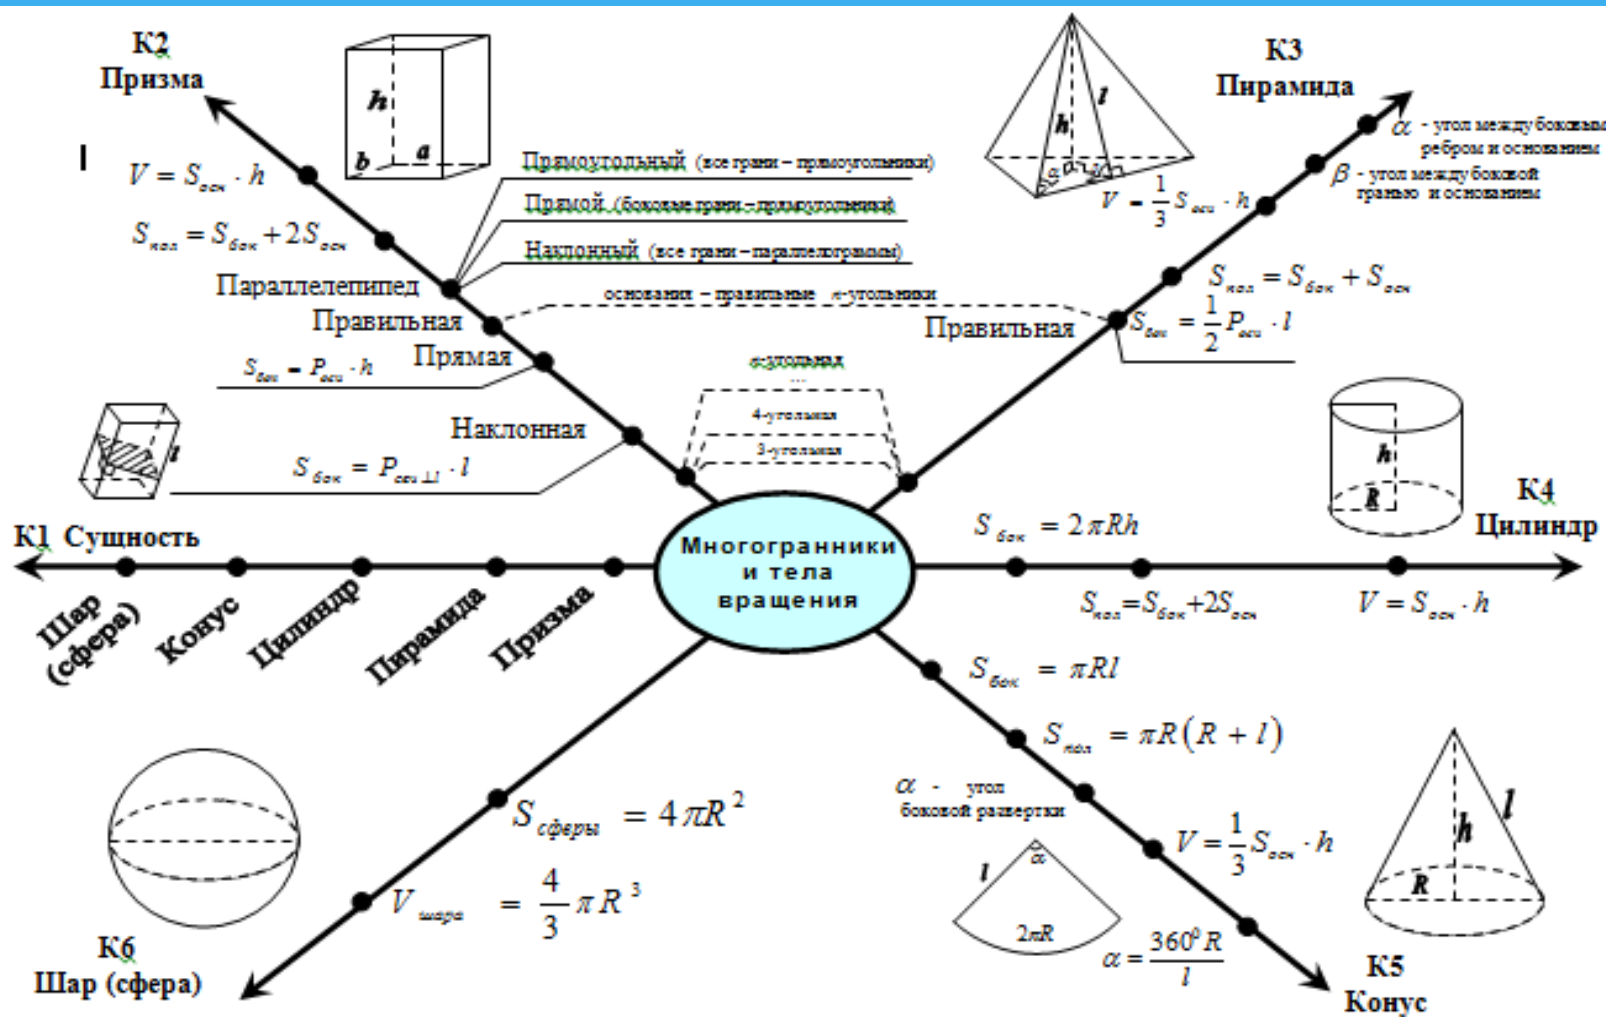 К2
Призма
h
a
b
V = Sосн · h
Sпол = Sбок + 2Sосн
Прямоугольный (все грани – прямоугольники)
Прямой (боковые грани – прямоугольники)
Наклонный (все грани – параллелограммы)
Параллелепипед
основания – правильные n-угольники
Правильная
Прямая
Sбок = Pосн · h
Наклонная
Sбок = Pсеч⊥l · l
l
n-угольная
...
4-угольная
3-угольная
К3
Пирамида
l
h
α - угол между боковым
ребром и основанием
β - угол между боковой
гранью и основанием
V = 1/3 Sосн · h
Sпол = Sбок + Sосн
Правильная
Sбок = 1/2 Pосн · l
К1 Сущность
Шар
(сфера)
Конус
Цилиндр
Пирамида
Призма
Многогранники
и тела
вращения
h
R
К4
Цилиндр
Sбок = 2πRh
Sпол=Sбок+2Sосн
V = Sосн · h
Sбок = πRl
Sпол = πR(R + l)
α - угол
боковой развертки
V = 1/3 Sосн · h
l
α
2πR
α = 360⁰ R / l
h
l
R
К5
Конус
Sсферы = 4πR²
Vшара = 4/3 πR³
К6
Шар (сфера)